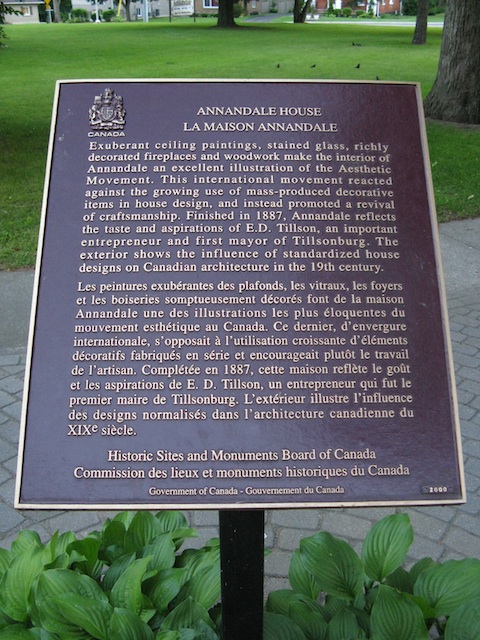 CANADA
ANNANDALE HOUSE
LA MAISON ANNANDALE
Exuberant ceiling paintings, stained glass, richly
decorated fireplaces and woodwork make the interior of
Annandale an excellent illustration of the Aesthetic
Movement. This international movement reacted
against the growing use of mass-produced decorative
items in house design, and instead promoted a revival
of craftsmanship. Finished in 1887, Annandale reflects
the taste and aspirations of E.D. Tillson, an important
entrepreneur and first mayor of Tillsonburg. The
exterior shows the influence of standardized house
designs on Canadian architecture in the 19th century.
Les peintures exubérantes des plafonds, les vitraux, les foyers
et les boiseries somptueusement décorés font de la maison
Annandale une des illustrations les plus éloquentes du
mouvement esthétique au Canada. Ce dernier, d'envergure
internationale, s'opposait à l'utilisation croissante d'éléments
décoratifs fabriqués en série et encourageait plutôt le travail
de l'artisan. Complétée en 1887, cette maison reflète le goût
et les aspirations de E. D. Tillson, un entrepreneur qui fut le
premier maire de Tillsonburg. L'extérieur illustre l'influence
des designs normalisés dans l'architecture canadienne du
XIXe siècle.
Historic Sites and Monuments Board of Canada
Commission des lieux et monuments historiques du Canada
Government of Canada - Gouvernement du Canada
2000